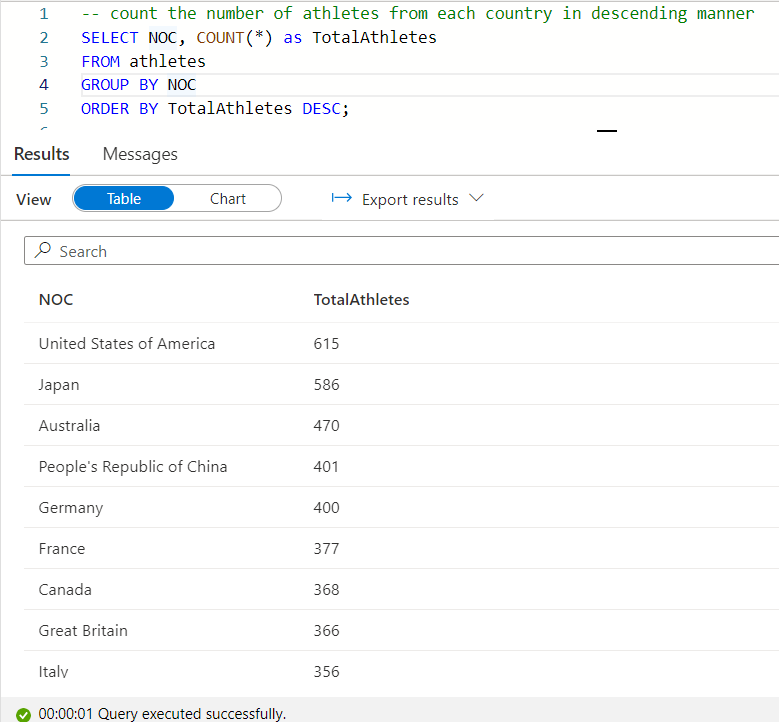 1 -- count the number of athletes from each country in descending manner
2 SELECT NOC, COUNT(*) as TotalAthletes
3 FROM athletes
4 GROUP BY NOC
5 ORDER BY TotalAthletes DESC;
Results Messages
View Table Chart Export results
Search
NOC TotalAthletes
United States of America 615
Japan 586
Australia 470
People's Republic of China 401
Germany 400
France 377
Canada 368
Great Britain 366
Italy 356
00:00:01 Query executed successfully.